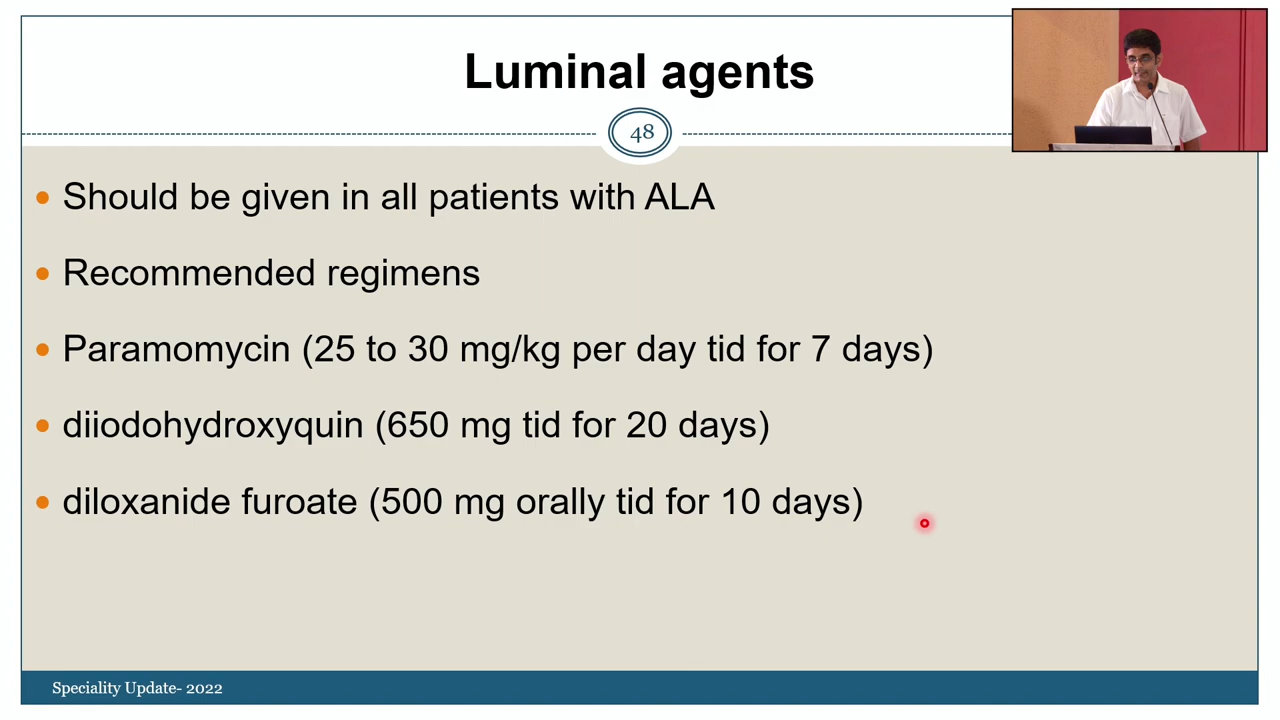 Luminal agents
48
Should be given in all patients with ALA
Recommended regimens
Paramomycin (25 to 30 mg/kg per day tid for 7 days)
diiodohydroxyquin (650 mg tid for 20 days)
diloxanide furoate (500 mg orally tid for 10 days)
Speciality Update- 2022